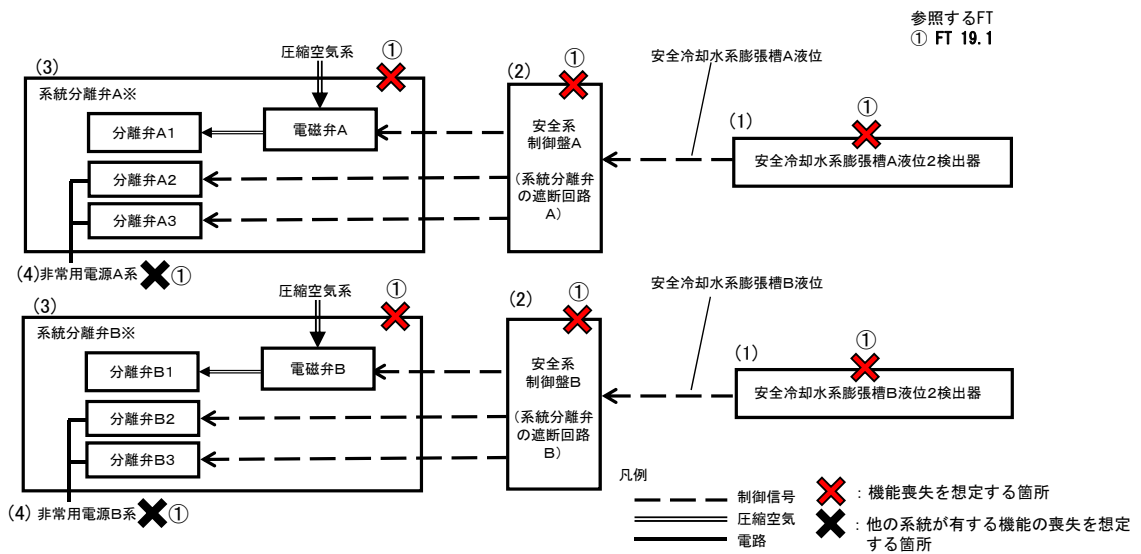 参照するFT
① FT 19.1
圧縮空気系
①
(3)
系統分離弁A※
分離弁A1
電磁弁A
分離弁A2
分離弁A3
(4)非常用電源A系
①
(2)
①
安全系
制御盤A
(系統分離弁
の遮断回路
A)
安全冷却水系膨張槽A液位
(1)
①
安全冷却水系膨張槽A液位2検出器
圧縮空気系
①
(3)
系統分離弁B※
分離弁B1
電磁弁B
分離弁B2
分離弁B3
(4) 非常用電源B系
①
(2)
①
安全系
制御盤B
(系統分離弁
の遮断回路
B)
安全冷却水系膨張槽B液位
(1)
①
安全冷却水系膨張槽B液位2検出器
凡例
制御信号
圧縮空気
電路
：機能喪失を想定する箇所
：他の系統が有する機能の喪失を想定
する箇所